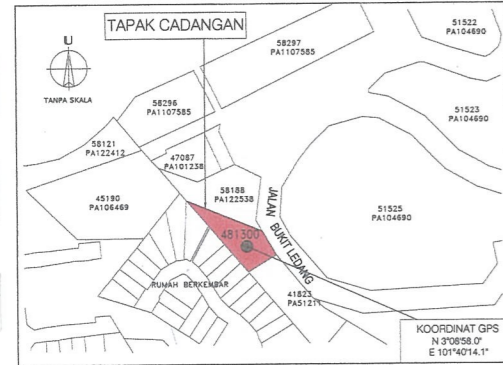 TAPAK CADANGAN
U
TANPA SKALA
51522
PA104690
58297
PA1107585
58296
PA1107585
51523
PA104690
58121
PA122412
47087
PA101238
45190
PA106469
58188
PA122538
JALAN BUKIT LEDANG
51525
PA104690
481300
RUMAH BERKEMBAR
41823
PA51211
KOORDINAT GPS
N 3°08'58.0"
E 101°40'14.1"